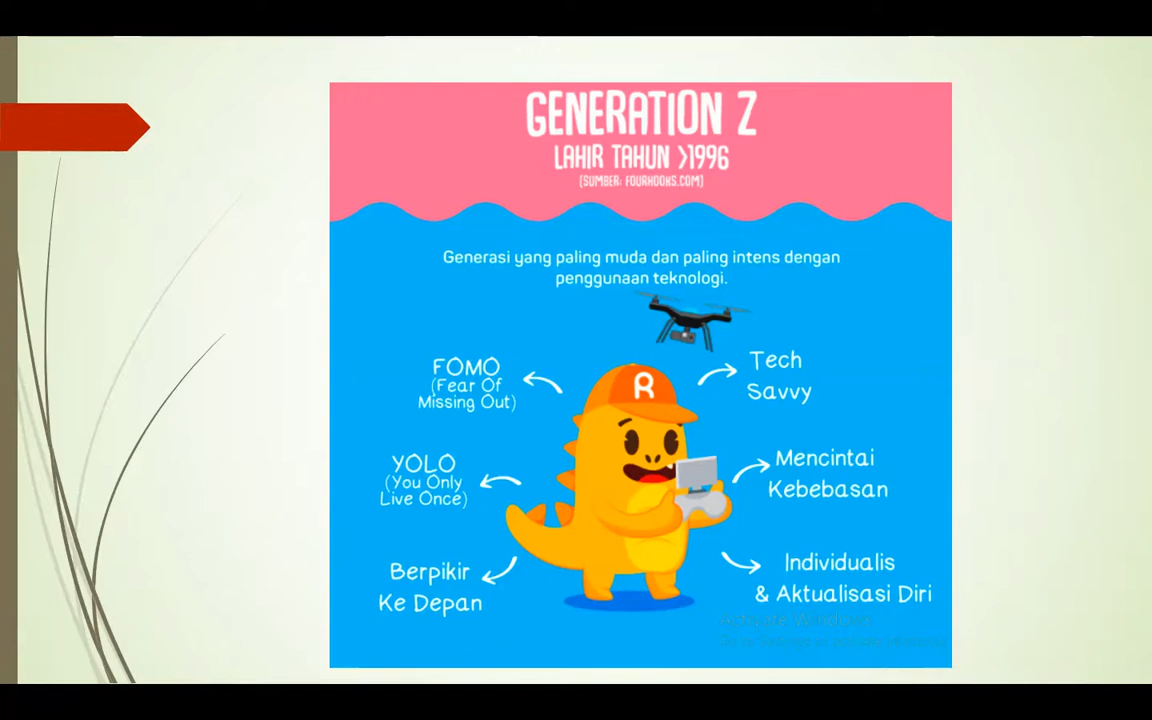 GENERATION Z
LAHIR TAHUN >1996
(SUMBER: FOURHOOKS.COM)
Generasi yang paling muda dan paling intens dengan
penggunaan teknologi.
FOMO
(Fear Of
Missing Out)
YOLO
(You Only
Live Once)
Berpikir
Ke Depan
R
Tech
Savvy
Mencintai
Kebebasan
Individualis
& Aktualisasi Diri
Activate Windows